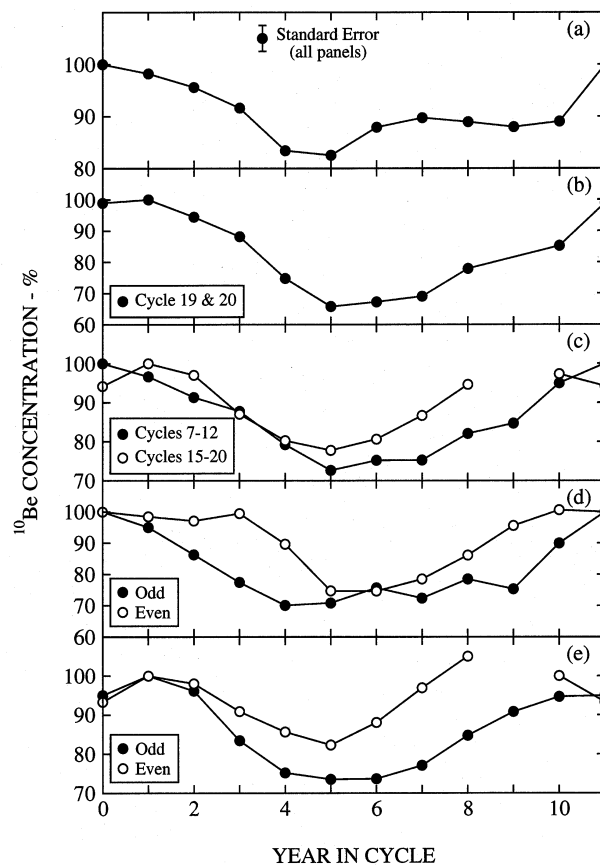 (a)
Standard Error
(all panels)
100
90
80
(b)
100
90
80
70
60
Cycle 19 & 20
(c)
100
90
80
70
Cycles 7-12
Cycles 15-20
(d)
100
90
80
70
60
Odd
Even
(e)
100
90
80
70
Odd
Even
0 2 4 6 8 10
YEAR IN CYCLE
10Be CONCENTRATION - %